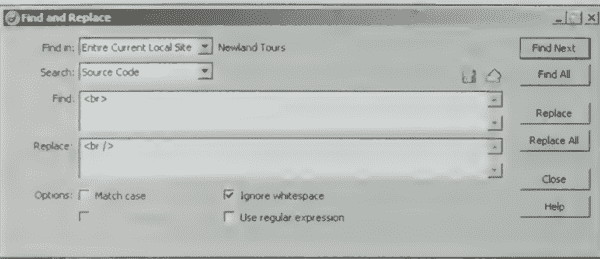 Find and Replace
Find in: Entire Current Local Site Newland Tours
Find Next
Search: Source Code
Find All
Find: <br>
Replace
Replace: <br />
Replace All
Close
Options: Match case Ignore whitespace
Help
Use regular expression